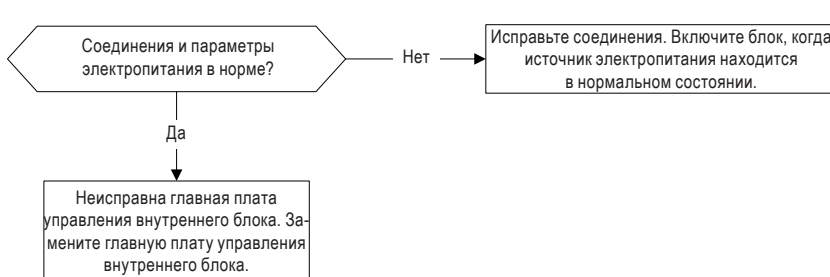 Соединения и параметры
электропитания в норме?
Нет
Исправьте соединения. Включите блок, когда
источник электропитания находится
в нормальном состоянии.
Да
Неисправна главная плата
управления внутреннего блока. За-
мените главную плату управления
внутреннего блока.